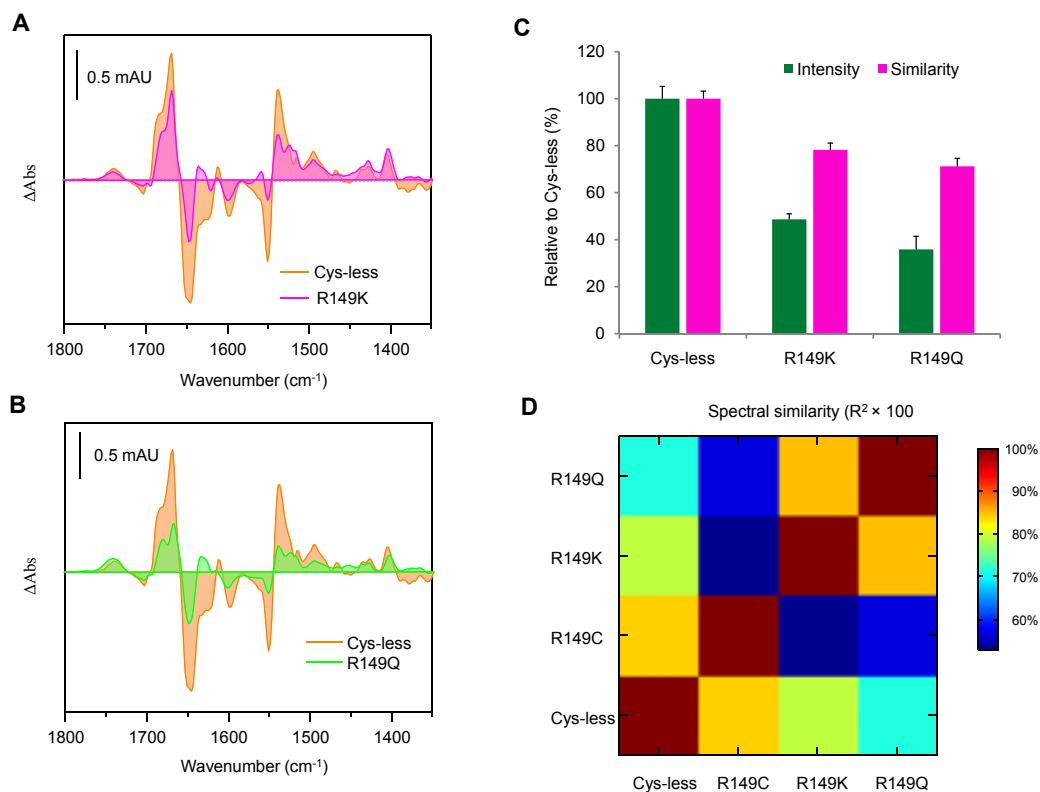 A
0.5 mAU
ΔAbs
Cys-less
R149K
1800 1700 1600 1500 1400
Wavenumber (cm-1)
B
0.5 mAU
ΔAbs
Cys-less
R149Q
1800 1700 1600 1500 1400
Wavenumber (cm-1)
C
Relative to Cys-less (%)
120
100
80
60
40
20
0
Intensity Similarity
Cys-less R149K R149Q
D
Spectral similarity (R² × 100
R149Q
R149K
R149C
Cys-less
Cys-less R149C R149K R149Q
100%
90%
80%
70%
60%